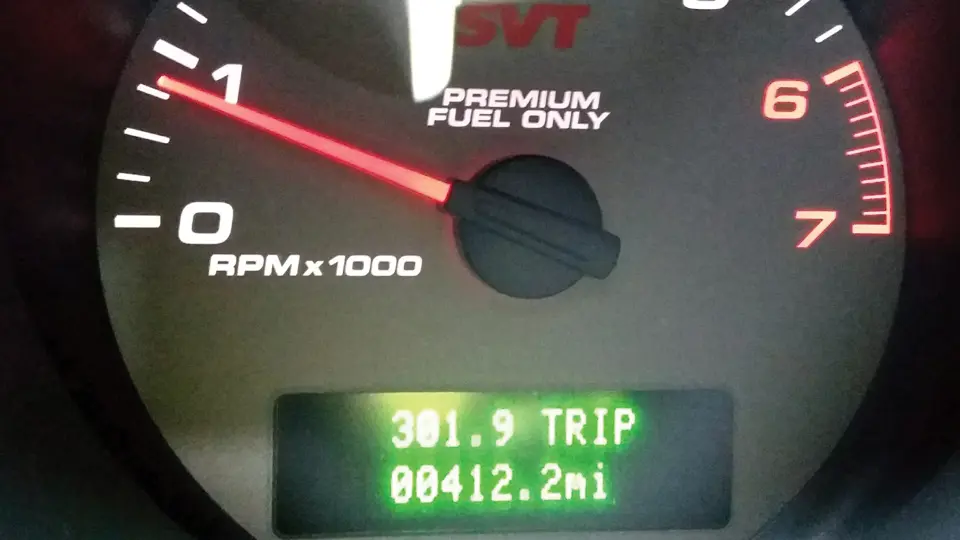 SVT
PREMIUM
FUEL ONLY
1
6
0
7
RPM x 1000
301.9 TRIP
00412.2mi